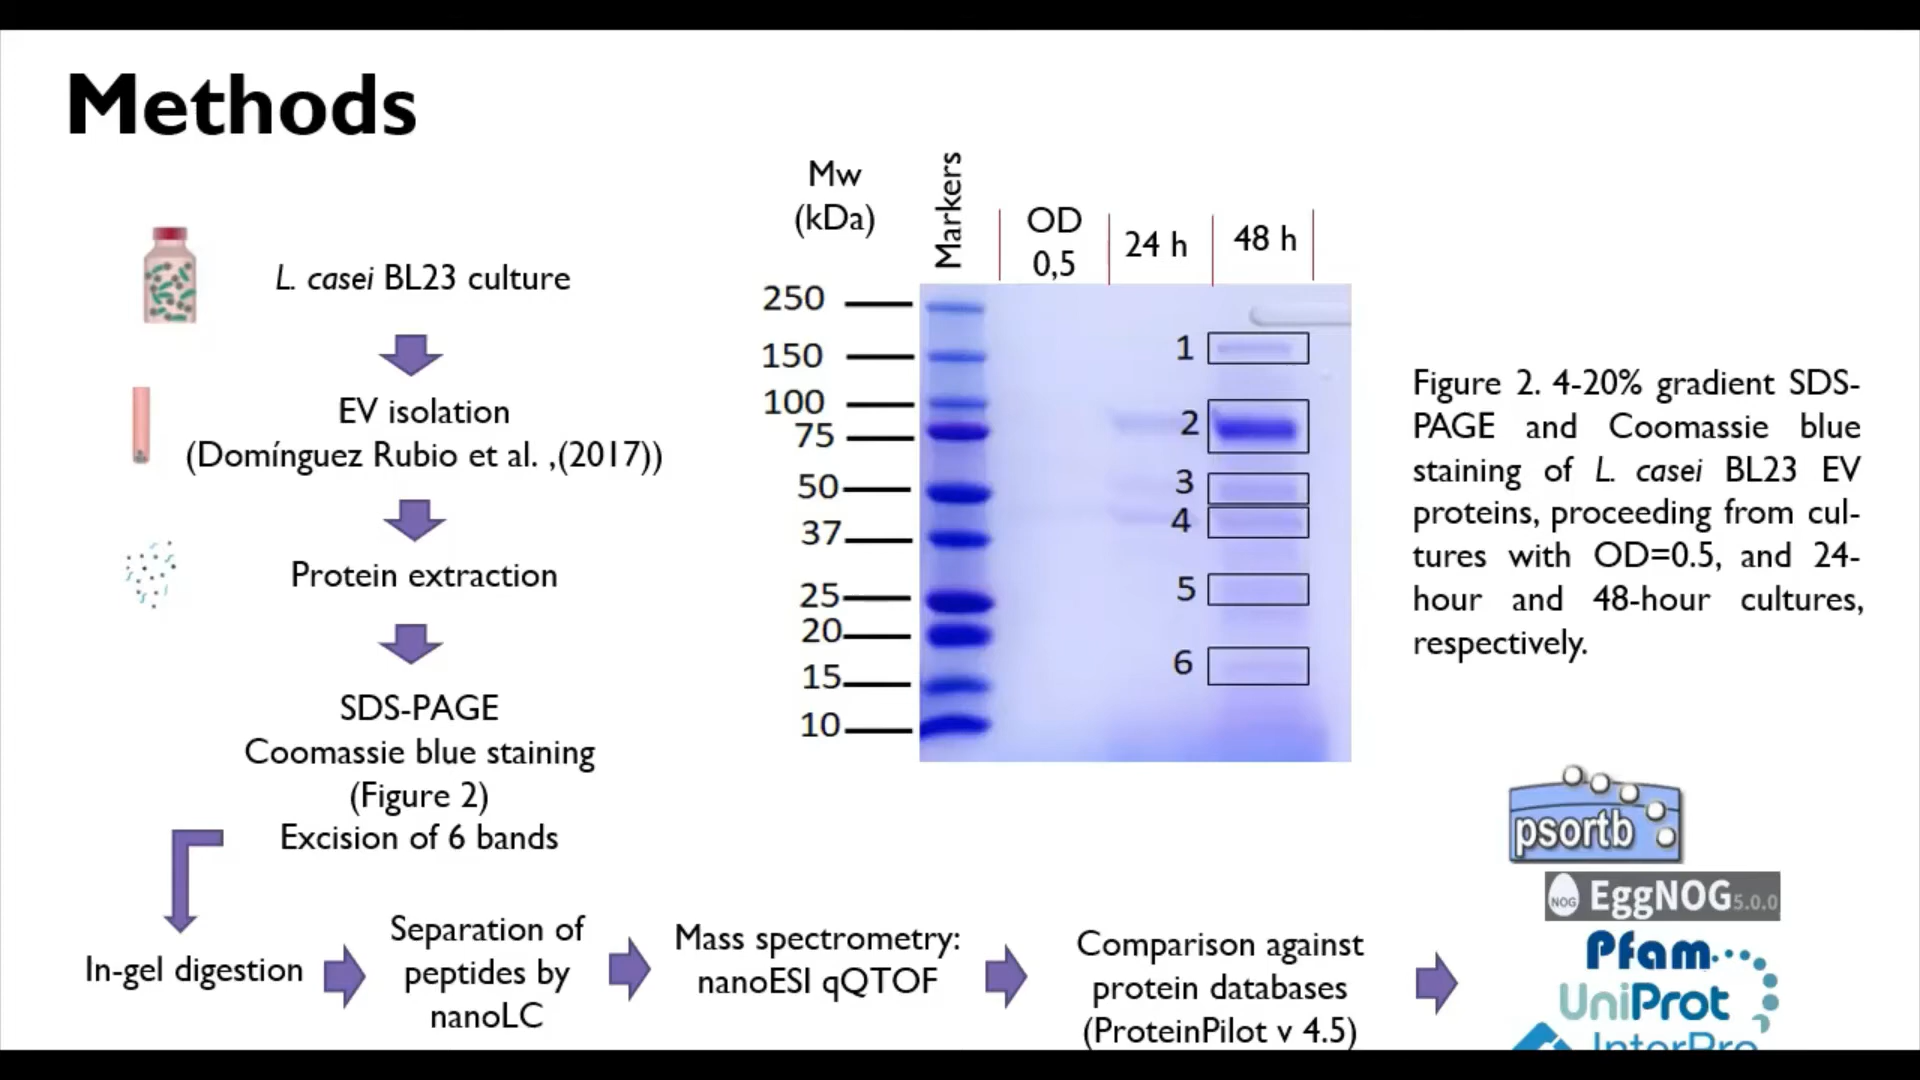 Methods
L. casei BL23 culture
EV isolation
(Domínguez Rubio et al. ,(2017))
Protein extraction
SDS-PAGE
Coomassie blue staining
(Figure 2)
Excision of 6 bands
In-gel digestion
Separation of
peptides by
nanoLC
Mass spectrometry:
nanoESI qQTOF
Comparison against
protein databases
(ProteinPilot v 4.5)
Mw
(kDa)
Markers
OD
0,5
24 h
48 h
250
150
100
75
50
37
25
20
15
10
1
2
3
4
5
6
Figure 2. 4-20% gradient SDS-
PAGE and Coomassie blue
staining of L. casei BL23 EV
proteins, proceeding from cul-
tures with OD=0.5, and 24-
hour and 48-hour cultures,
respectively.
psortb
NOG EggNOG 5.0.0
Pfam
UniProt
InterPro